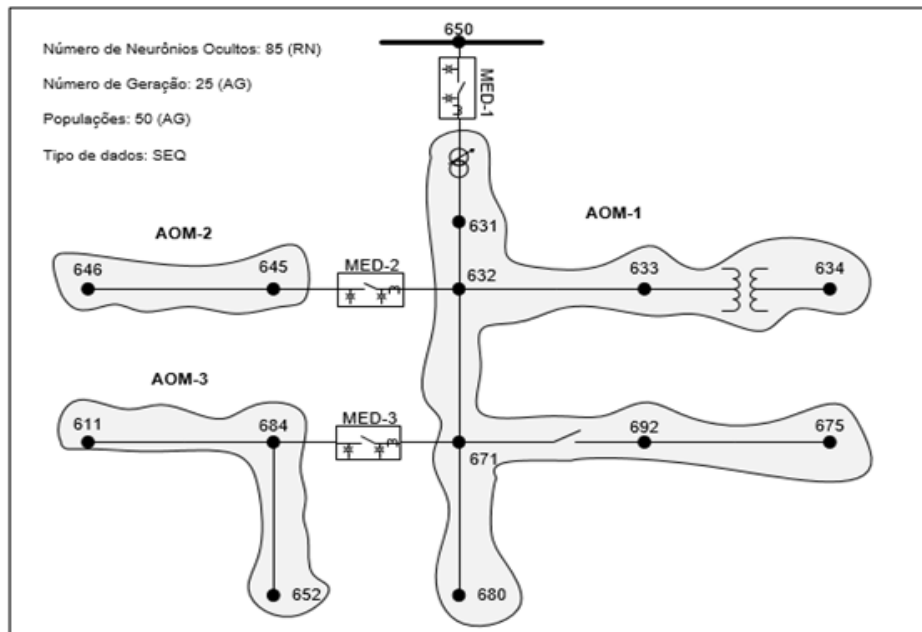 650
Número de Neurônios Ocultos: 85 (RN)
Número de Geração: 25 (AG)
Populações: 50 (AG)
Tipo de dados: SEQ
MED-1
631
AOM-1
AOM-2
646
645
MED-2
632
633
634
AOM-3
611
684
MED-3
671
692
675
652
680